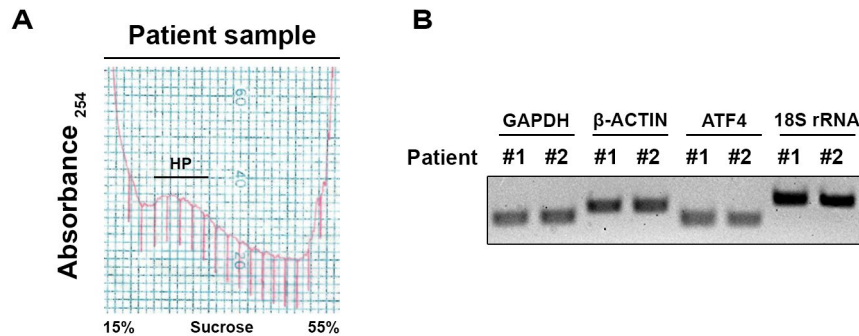 A
Patient sample
Absorbance 254
60
HP
40
20
15% Sucrose 55%
B
GAPDH β-ACTIN ATF4 18S rRNA
Patient #1 #2 #1 #2 #1 #2 #1 #2